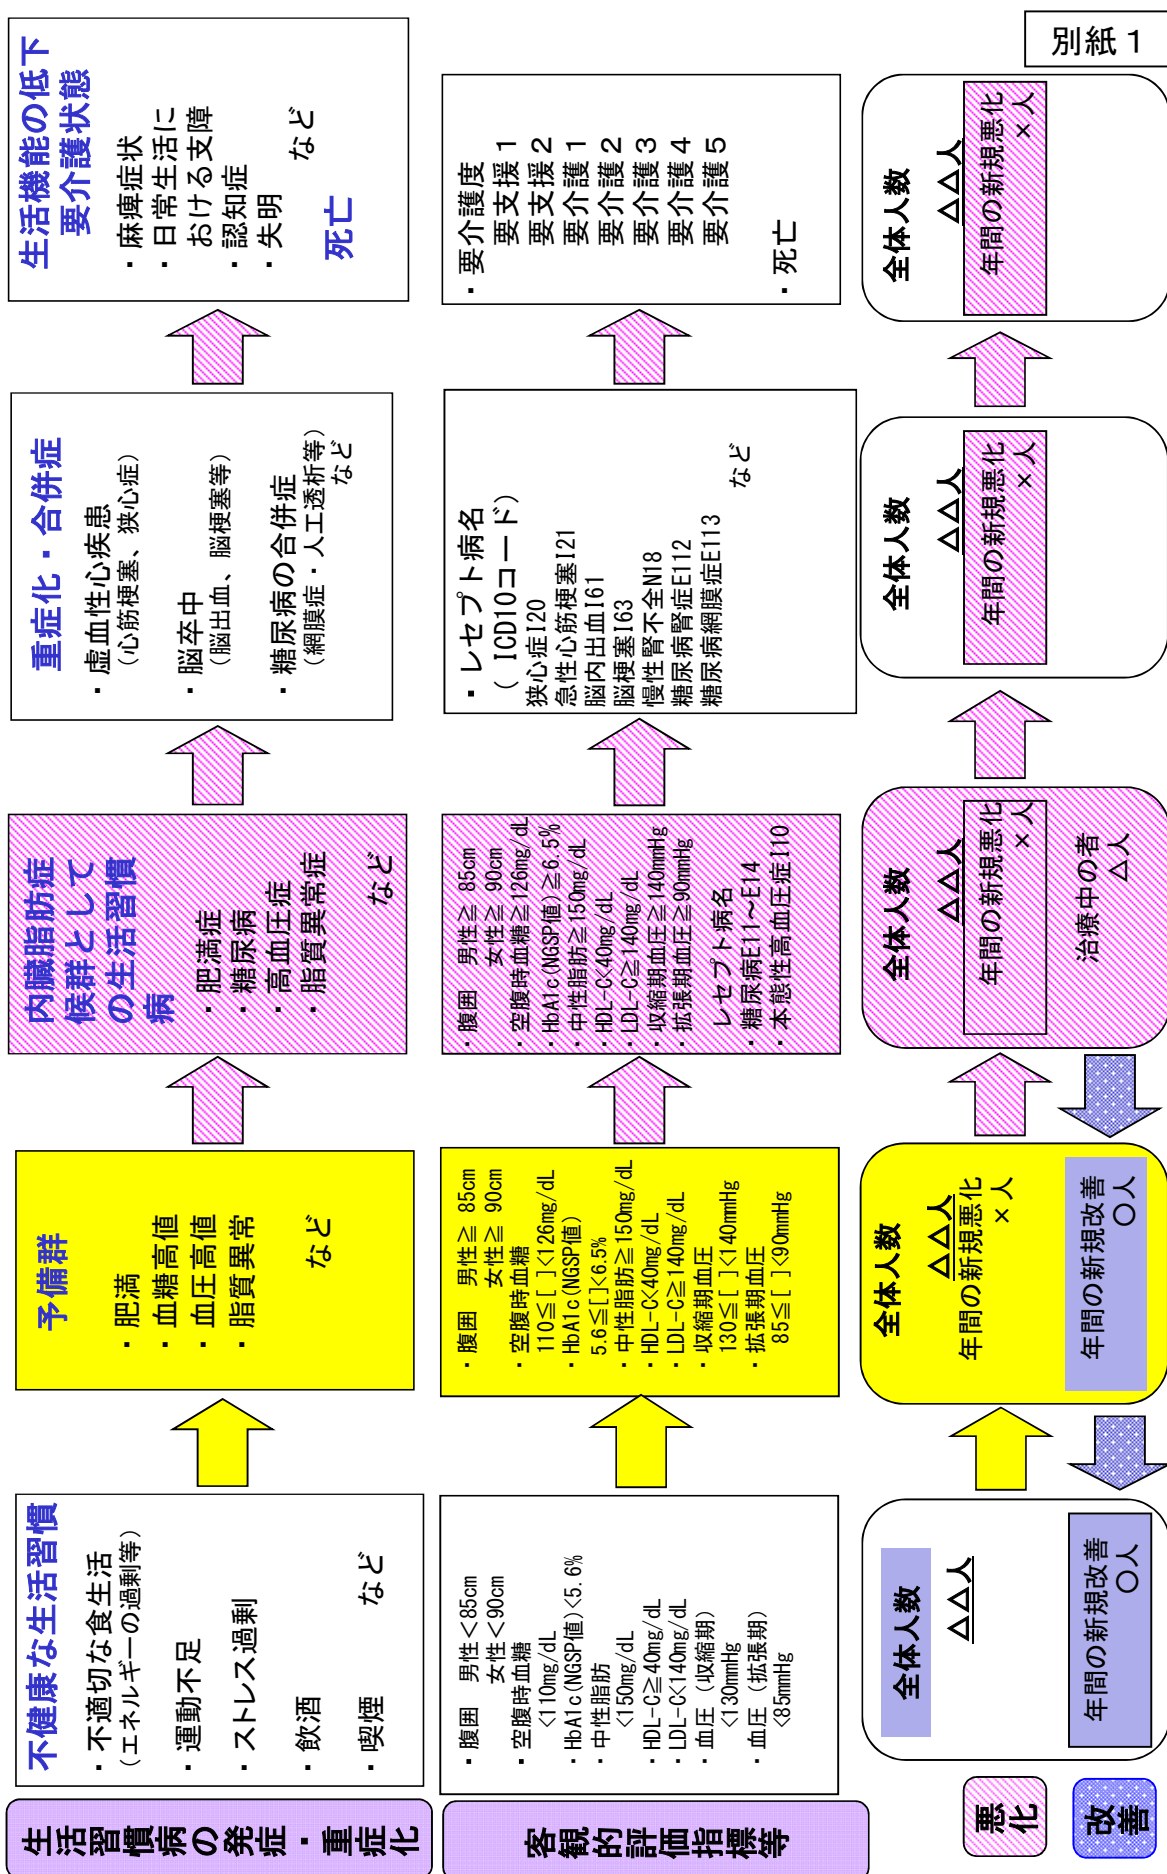 別紙１
生活習慣病の発症・重症化
不健康な生活習慣
・不適切な食生活
（エネルギーの過剰等）
・運動不足
・ストレス過剰
・飲酒
・喫煙
など
予備群
・肥満
・血糖高値
・血圧高値
・脂質異常
など
内臓脂肪症
候群として
の生活習慣
病
・肥満症
・糖尿病
・高血圧症
・脂質異常症
など
重症化・合併症
・虚血性心疾患
（心筋梗塞、狭心症）
・脳卒中
（脳出血、脳梗塞等）
・糖尿病の合併症
（網膜症・人工透析等）
など
生活機能の低下
要介護状態
・麻痺症状
・日常生活に
おける支障
・認知症
・失明
など
死亡
客観的評価指標等
・腹囲　男性＜85cm
女性＜90cm
・空腹時血糖
<110mg/dL
・HbA1c(NGSP値)<5.6%
・中性脂肪
<150mg/dL
・HDL-C≧40mg/dL
・LDL-C<140mg/dL
・血圧（収縮期）
<130mmHg
・血圧（拡張期）
<85mmHg
・腹囲　男性≧85cm
女性≧90cm
・空腹時血糖
110≦[ ]<126mg/dL
・HbA1c(NGSP値)
5.6≦[]<6.5%
・中性脂肪≧150mg/dL
・HDL-C<40mg/dL
・LDL-C≧140mg/dL
・収縮期血圧
130≦[ ]<140mmHg
・拡張期血圧
85≦[ ]<90mmHg
・腹囲　男性≧85cm
女性≧90cm
・空腹時血糖≧126mg/dL
・HbA1c(NGSP値)≧6.5%
・中性脂肪≧150mg/dL
・HDL-C<40mg/dL
・LDL-C≧140mg/dL
・収縮期血圧≧140mmHg
・拡張期血圧≧90mmHg
レセプト病名
・糖尿病E11～E14
・本態性高血圧症I10
・レセプト病名
（ICD10コード）
狭心症I20
急性心筋梗塞I21
脳内出血I61
脳梗塞I63
慢性腎不全N18
糖尿病腎症E112
糖尿病網膜症E113
など
・要介護度
要支援１
要支援２
要介護１
要介護２
要介護３
要介護４
要介護５
・死亡
悪化
改善
全体人数
△△人
年間の新規改善
〇人
全体人数
△△人
年間の新規悪化
×人
年間の新規改善
〇人
全体人数
△△人
年間の新規悪化
×人
治療中の者
△人
全体人数
△△人
年間の新規悪化
×人
全体人数
△△人
年間の新規悪化
×人